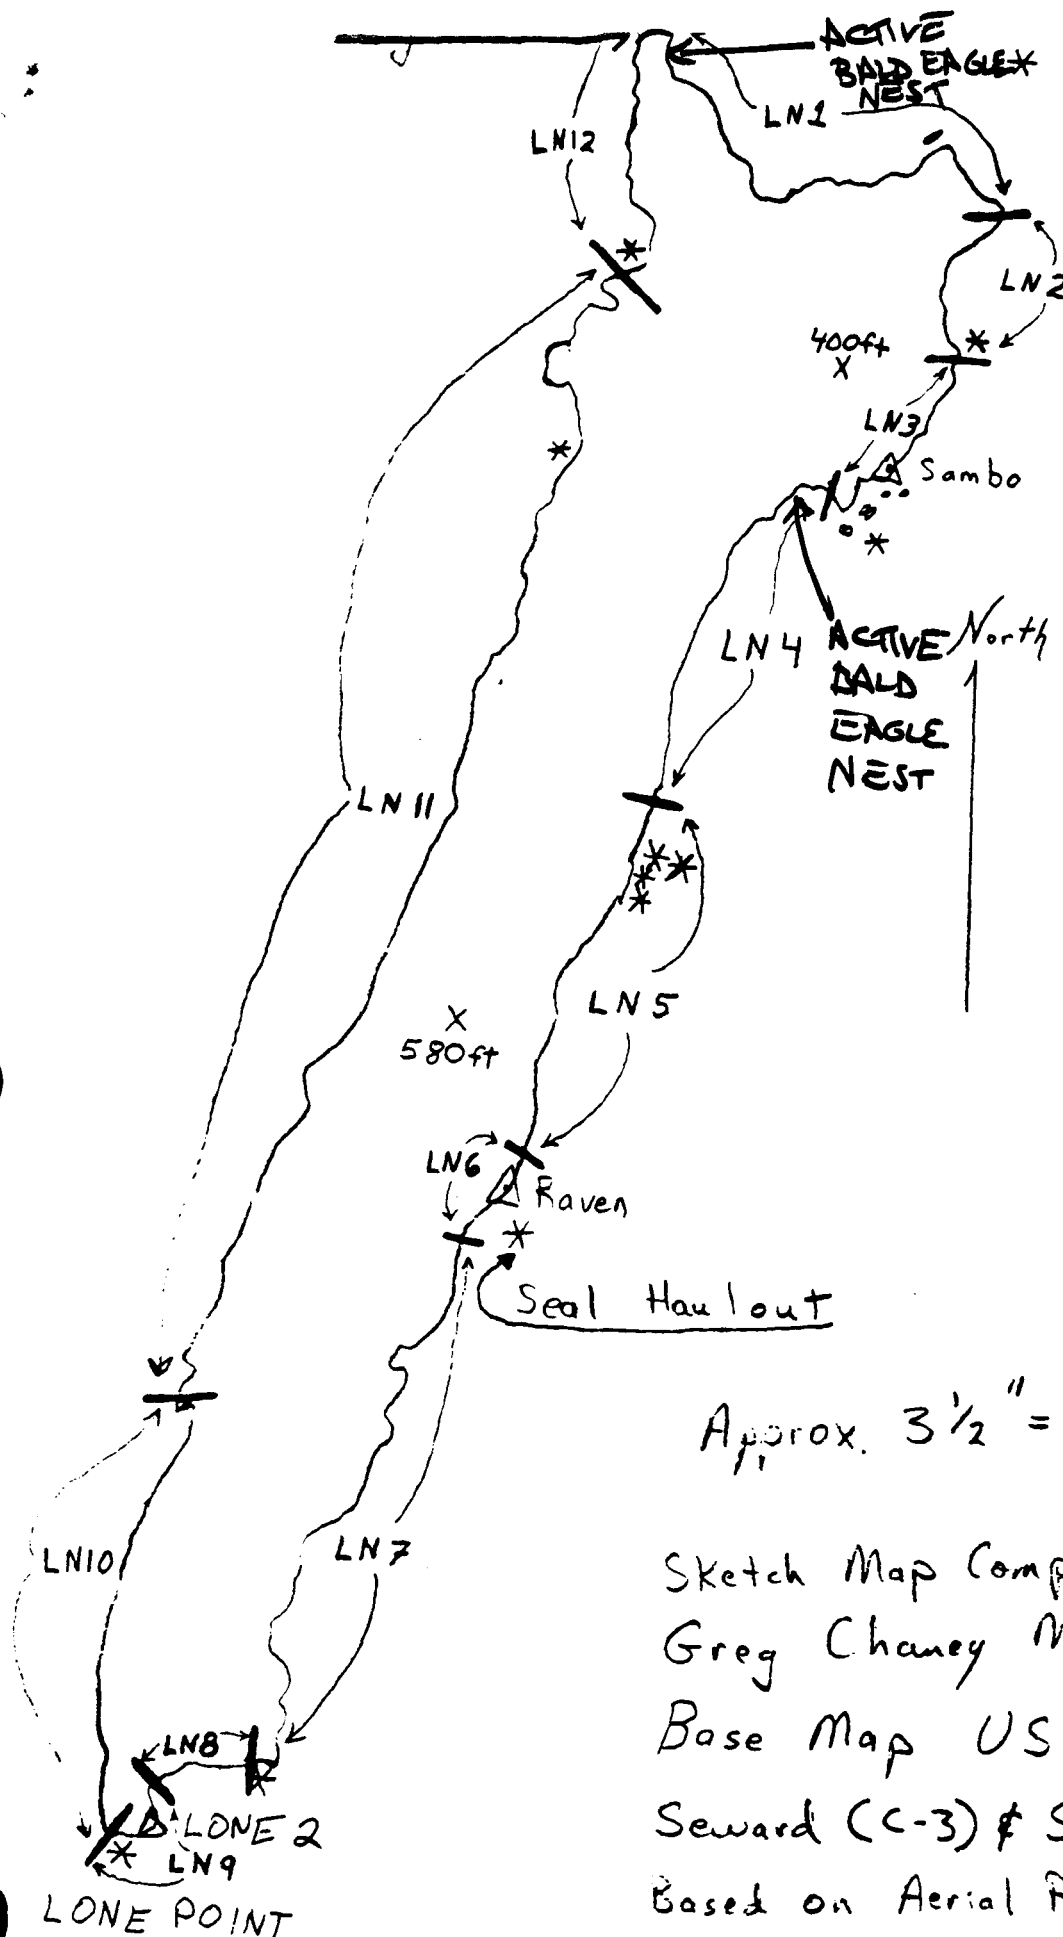 ACTIVE
BALD EAGLE*
NEST
LN1
LN12
LN2
400ft
X
LN3
Sambo
LN4
ACTIVE
BALD
EAGLE
NEST
North
LN11
LN5
X
580ft
LN6
Raven
Seal Haulout
Approx. 3 1/2 " =
LN10
LN7
Sketch Map Comp
Greg Chaney M
Base Map US
LN8
Seward (C-3) & S
LONE 2
LN9
Based on Aerial P
LONE POINT